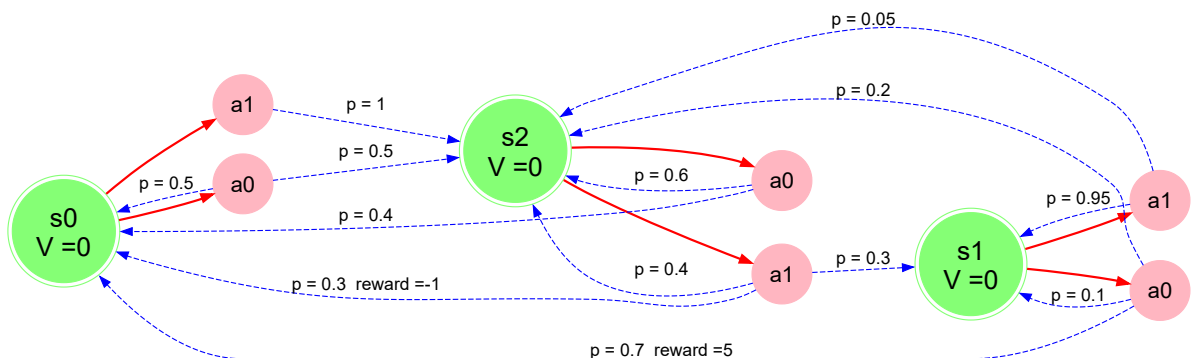 p = 0.05
a1
p = 1
p = 0.2
s2
V =0
p = 0.5
a0
p = 0.5
p = 0.6
a0
s0
V =0
p = 0.4
p = 0.95
a1
s1
V =0
p = 0.3
p = 0.4
a1
p = 0.3 reward =-1
p = 0.1
a0
p = 0.7 reward =5